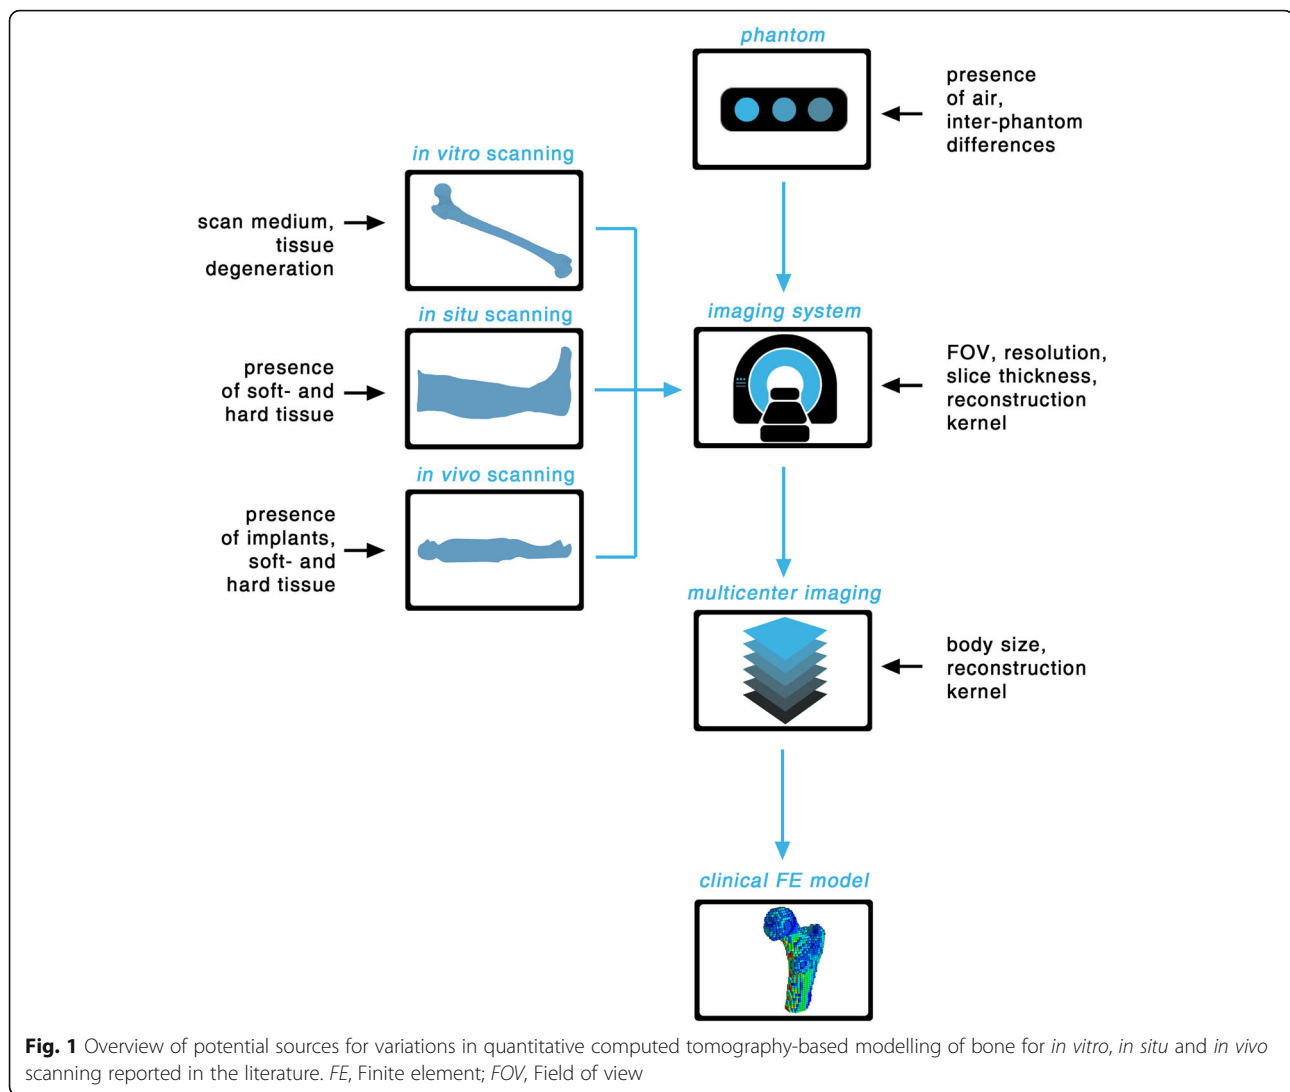 phantom
presence
of air,
inter-phantom
differences
in vitro scanning
scan medium,
tissue
degeneration
in situ scanning
presence
of soft- and
hard tissue
imaging system
FOV, resolution,
slice thickness,
reconstruction
kernel
in vivo scanning
presence
of implants,
soft- and
hard tissue
multicenter imaging
body size,
reconstruction
kernel
clinical FE model
Fig. 1 Overview of potential sources for variations in quantitative computed tomography-based modelling of bone for in vitro, in situ and in vivo
scanning reported in the literature. FE, Finite element; FOV, Field of view